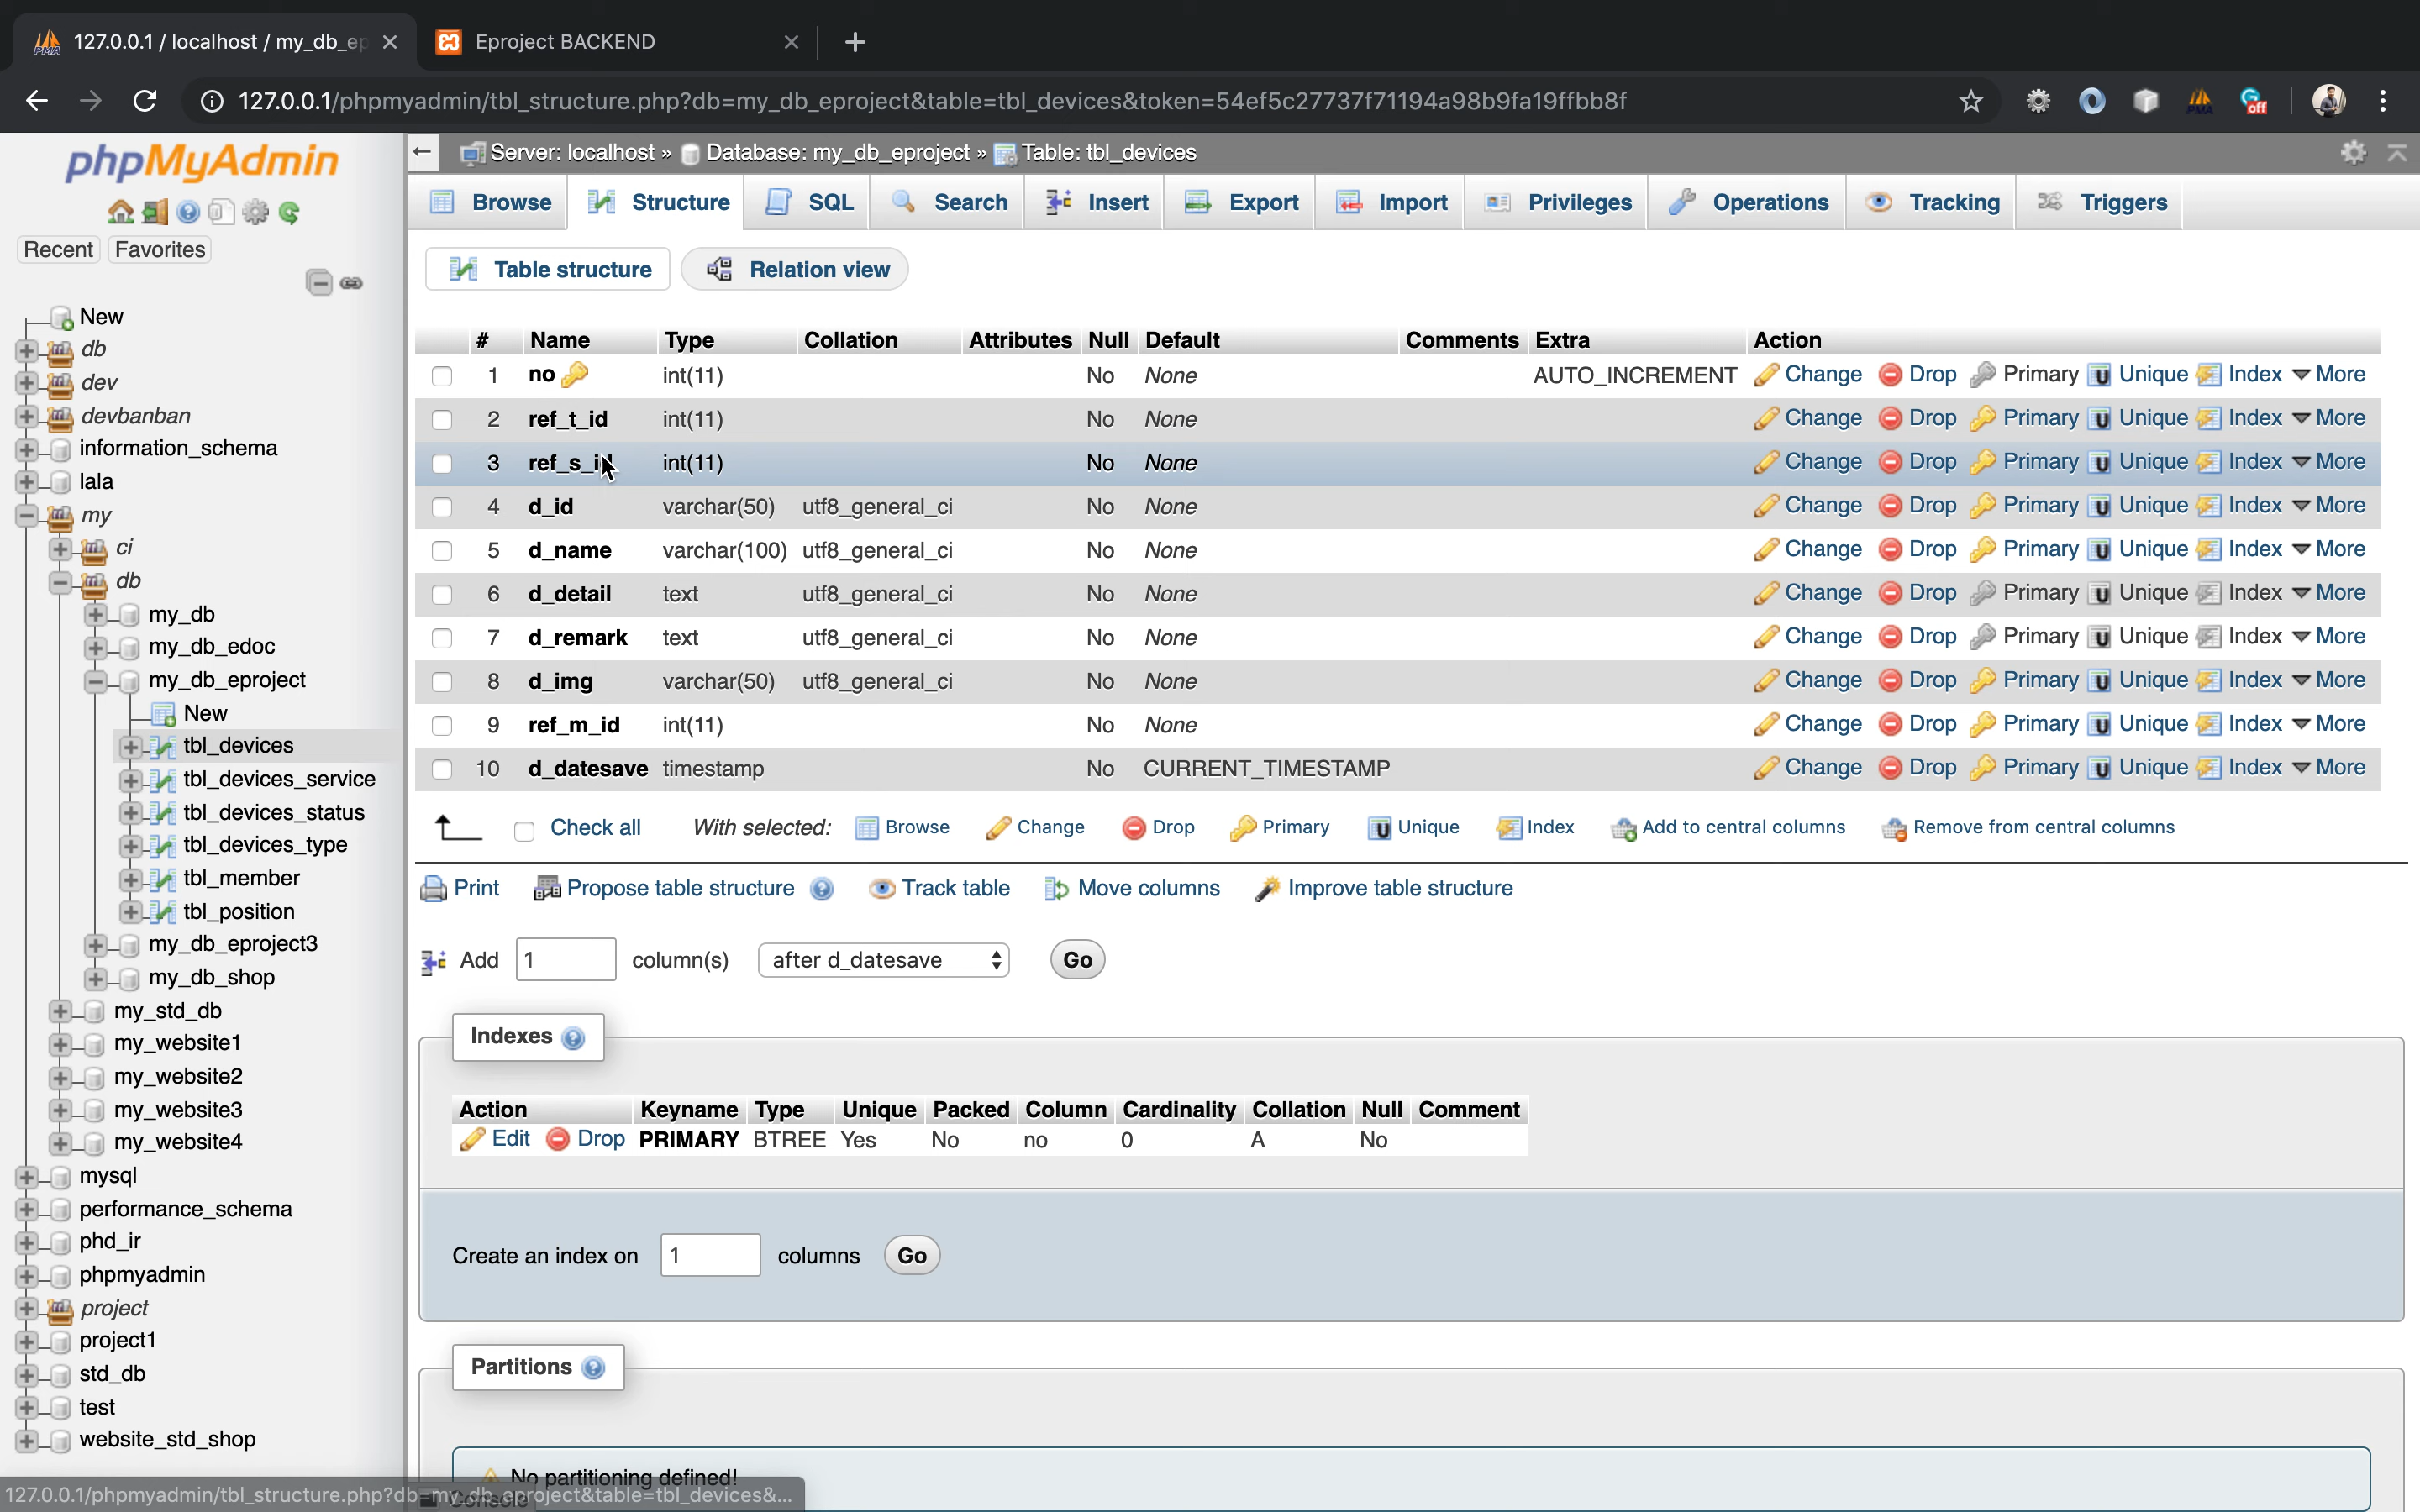 127.0.0.1 / localhost / my_db_ep
Eproject BACKEND
127.0.0.1/phpmyadmin/tbl_structure.php?db=my_db_eproject&table=tbl_devices&token=54ef5c27737f71194a98b9fa19ffbb8f
off
phpMyAdmin
Recent Favorites
New
db
dev
devbanban
information_schema
lala
my
ci
db
my_db
my_db_edoc
my_db_eproject
New
tbl_devices
tbl_devices_service
tbl_devices_status
tbl_devices_type
tbl_member
tbl_position
my_db_eproject3
my_db_shop
my_std_db
my_website1
my_website2
my_website3
my_website4
mysql
performance_schema
phd_ir
phpmyadmin
project
project1
std_db
test
website_std_shop
Server: localhost » Database: my_db_eproject » Table: tbl_devices
Browse Structure SQL Search Insert Export Import Privileges Operations Tracking Triggers
Table structure Relation view
# Name Type Collation Attributes Null Default Comments Extra Action
1 no int(11) No None AUTO_INCREMENT Change Drop Primary Unique Index More
2 ref_t_id int(11) No None Change Drop Primary Unique Index More
3 ref_s_id int(11) No None Change Drop Primary Unique Index More
4 d_id varchar(50) utf8_general_ci No None Change Drop Primary Unique Index More
5 d_name varchar(100) utf8_general_ci No None Change Drop Primary Unique Index More
6 d_detail text utf8_general_ci No None Change Drop Primary Unique Index More
7 d_remark text utf8_general_ci No None Change Drop Primary Unique Index More
8 d_img varchar(50) utf8_general_ci No None Change Drop Primary Unique Index More
9 ref_m_id int(11) No None Change Drop Primary Unique Index More
10 d_datesave timestamp No CURRENT_TIMESTAMP Change Drop Primary Unique Index More
Check all With selected: Browse Change Drop Primary Unique Index Add to central columns Remove from central columns
Print Propose table structure Track table Move columns Improve table structure
Add 1 column(s) after d_datesave Go
Indexes
Action Keyname Type Unique Packed Column Cardinality Collation Null Comment
Edit Drop PRIMARY BTREE Yes No no 0 A No
Create an index on 1 columns Go
Partitions
No partitioning defined!
Console
127.0.0.1/phpmyadmin/tbl_structure.php?db=my_db_eproject&table=tbl_devices&...